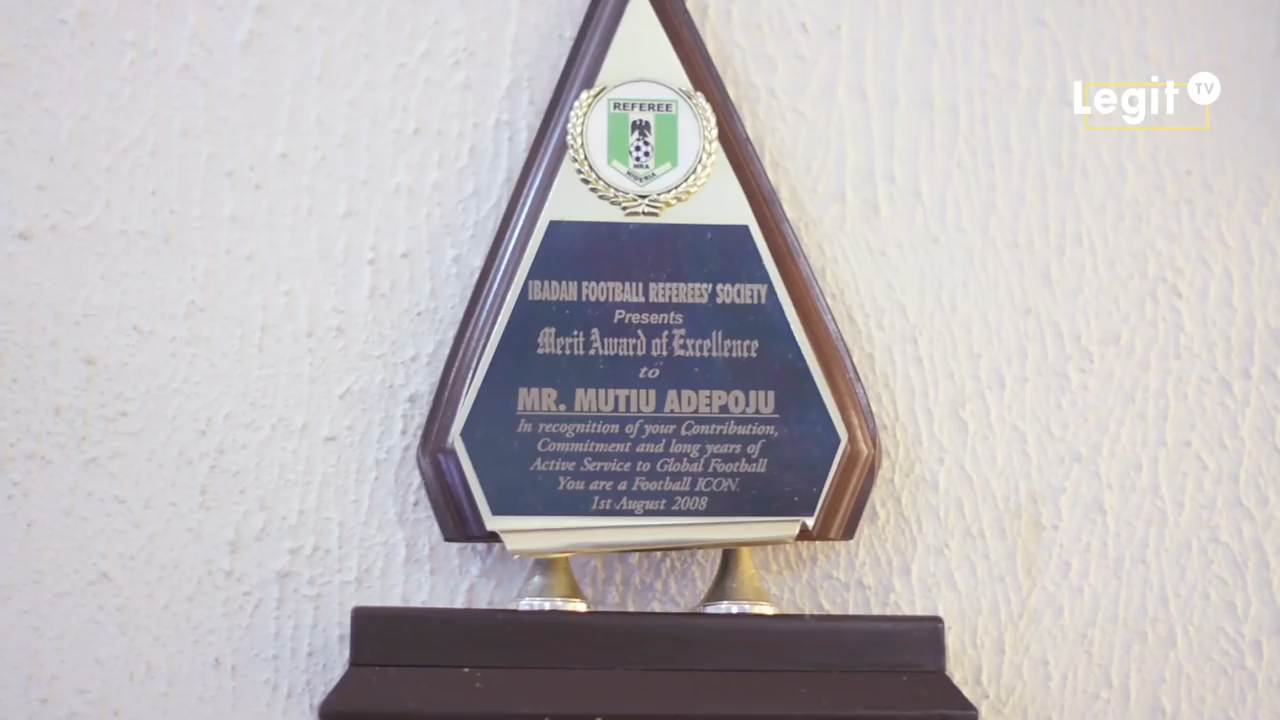 Legit TV
REFEREE
NRA
NIGERIA
IBADAN FOOTBALL REFEREES' SOCIETY
Presents
Merit Award of Excellence
to
MR. MUTIU ADEPOJU
In recognition of your Contribution,
Commitment and long years of
Active Service to Global Football
You are a Football ICON.
1st August 2008